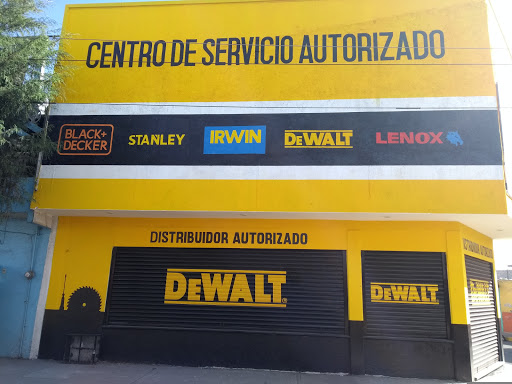 CENTRO DE SERVICIO AUTORIZADO
BLACK+
DECKER
STANLEY
IRWIN
DEWALT
LENOX
DISTRIBUIDOR AUTORIZADO
DEWALT
DEWALT